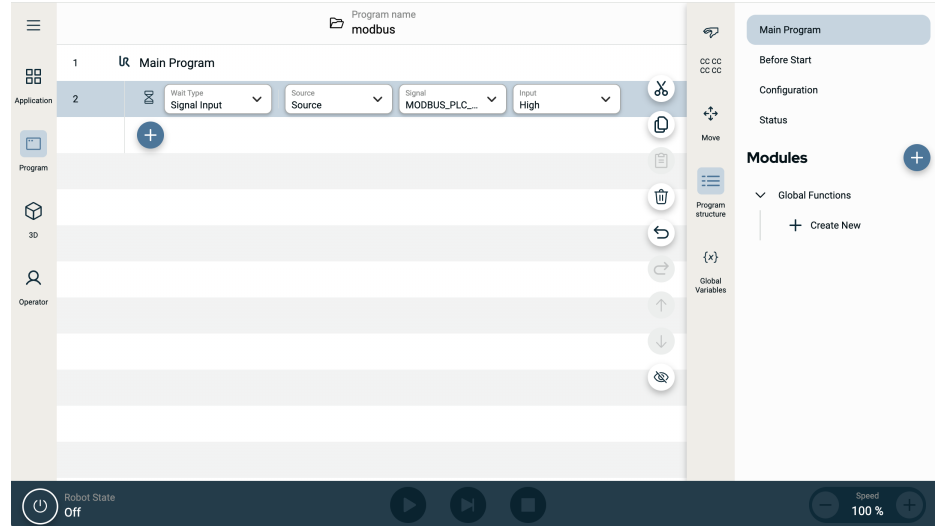 Program name
modbus
Application
Program
3D
Operator
1 Main Program
2
Wait Type
Signal Input
Source
Source
Signal
MODBUS_PLC_...
Input
High
CC CC
CC CC
Move
Program
structure
{x}
Global
Variables
Main Program
Before Start
Configuration
Status
Modules
Global Functions
Create New
Robot State
Off
Speed
100 %